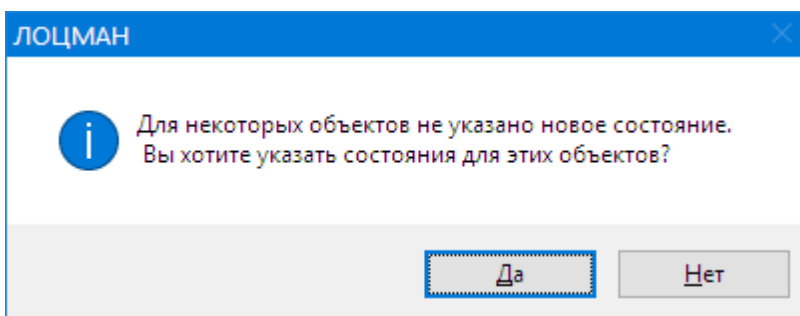 ЛОЦМАН
Для некоторых объектов не указано новое состояние.
Вы хотите указать состояния для этих объектов?
Да
Нет